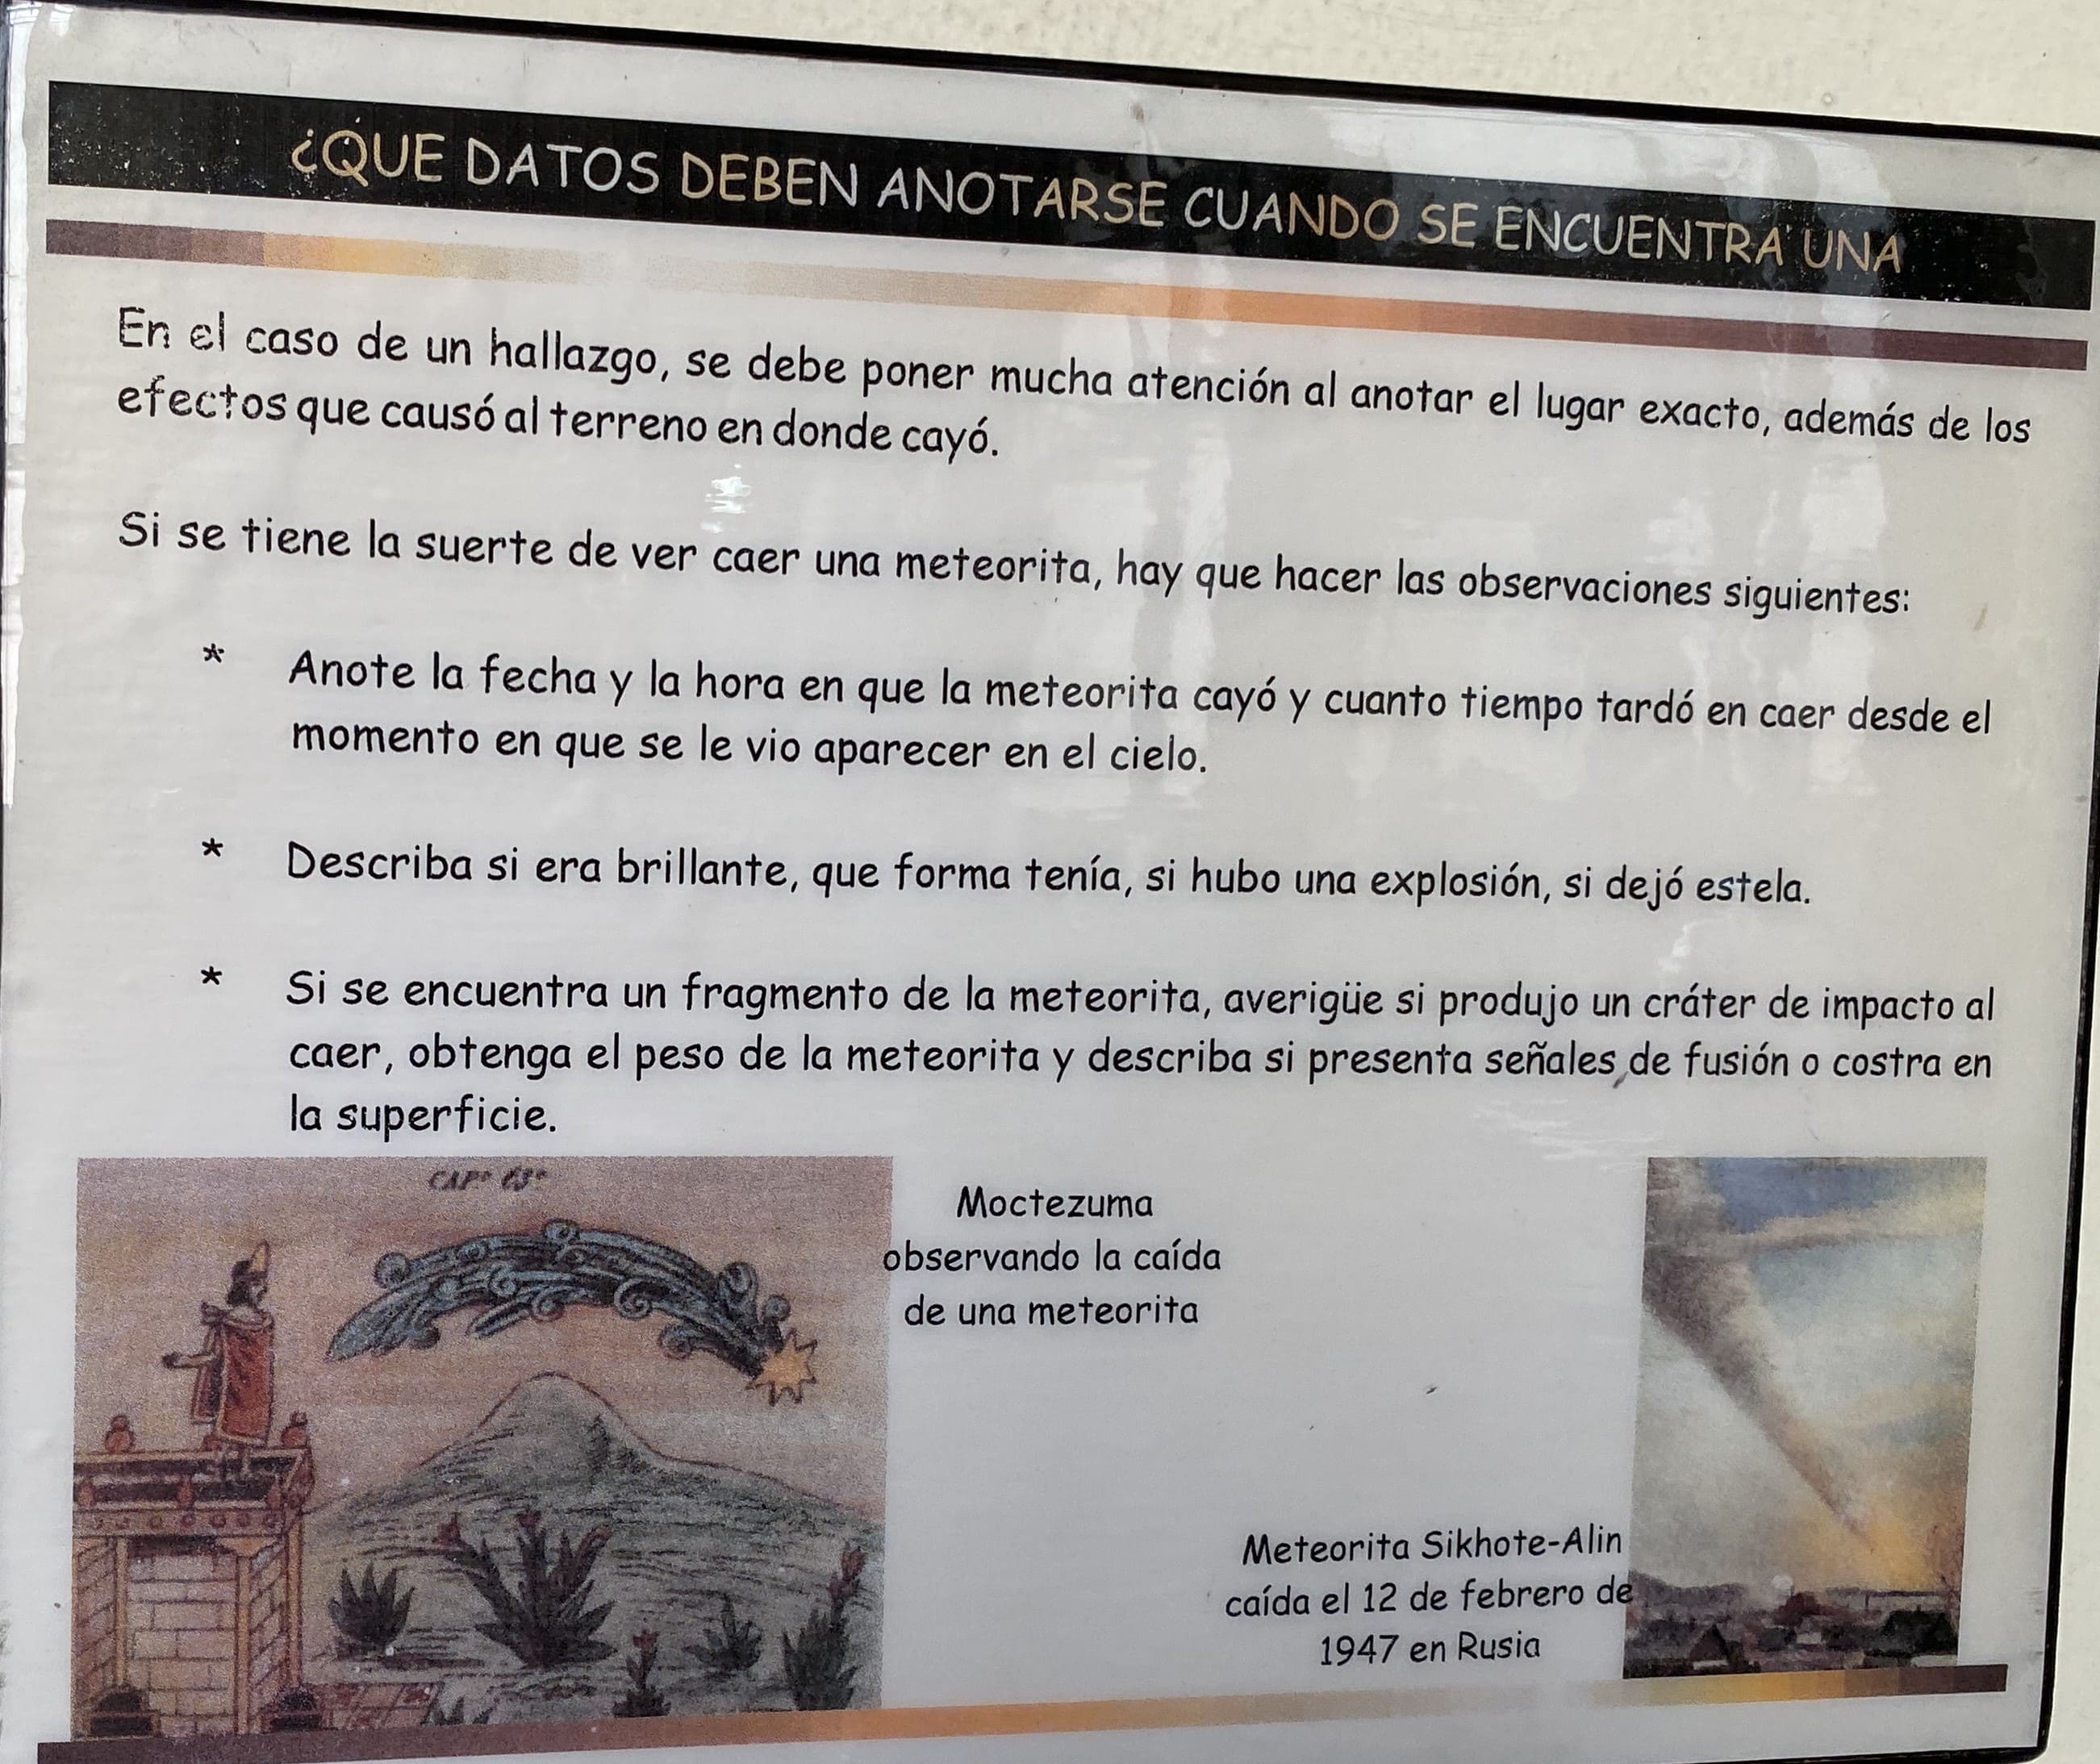 ¿QUE DATOS DEBEN ANOTARSE CUANDO SE ENCUENTRA UNA
En el caso de un hallazgo, se debe poner mucha atención al anotar el lugar exacto, además de los
efectos que causó al terreno en donde cayó.
Si se tiene la suerte de ver caer una meteorita, hay que hacer las observaciones siguientes:
* Anote la fecha y la hora en que la meteorita cayó y cuanto tiempo tardó en caer desde el
momento en que se le vio aparecer en el cielo.
* Describa si era brillante, que forma tenía, si hubo una explosión, si dejó estela.
* Si se encuentra un fragmento de la meteorita, averigüe si produjo un cráter de impacto al
caer, obtenga el peso de la meteorita y describa si presenta señales de fusión o costra en
la superficie.
CAPº 63º
Moctezuma
observando la caída
de una meteorita
Meteorita Sikhote-Alin
caída el 12 de febrero de
1947 en Rusia